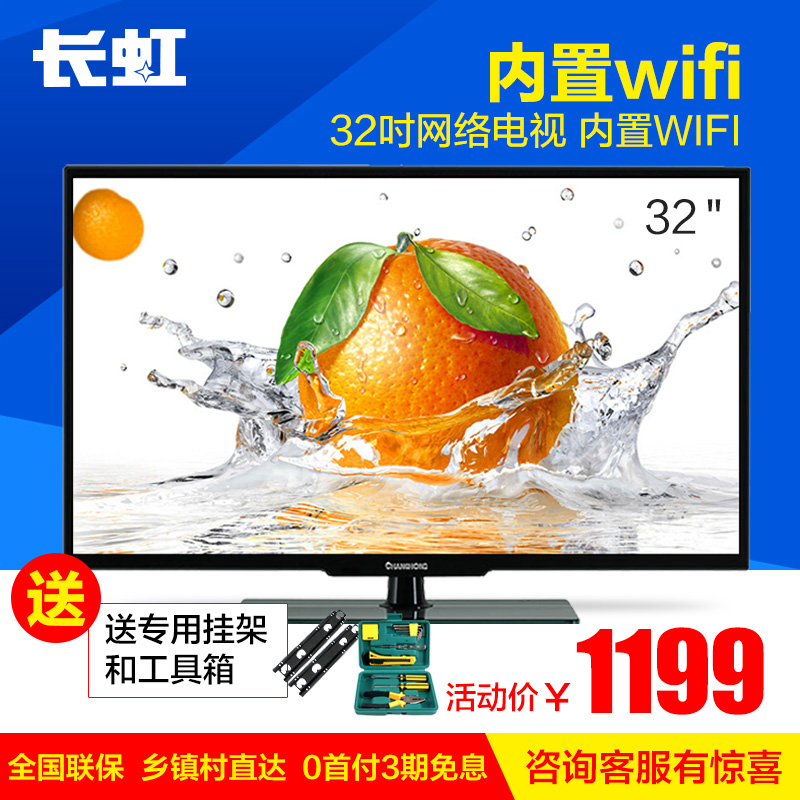 长虹
内置wifi
32吋网络电视 内置WIFI
32"
CHANGHONG
送
送专用挂架
和工具箱
活动价￥1199
全国联保 乡镇村直达 0首付3期免息 咨询客服有惊喜